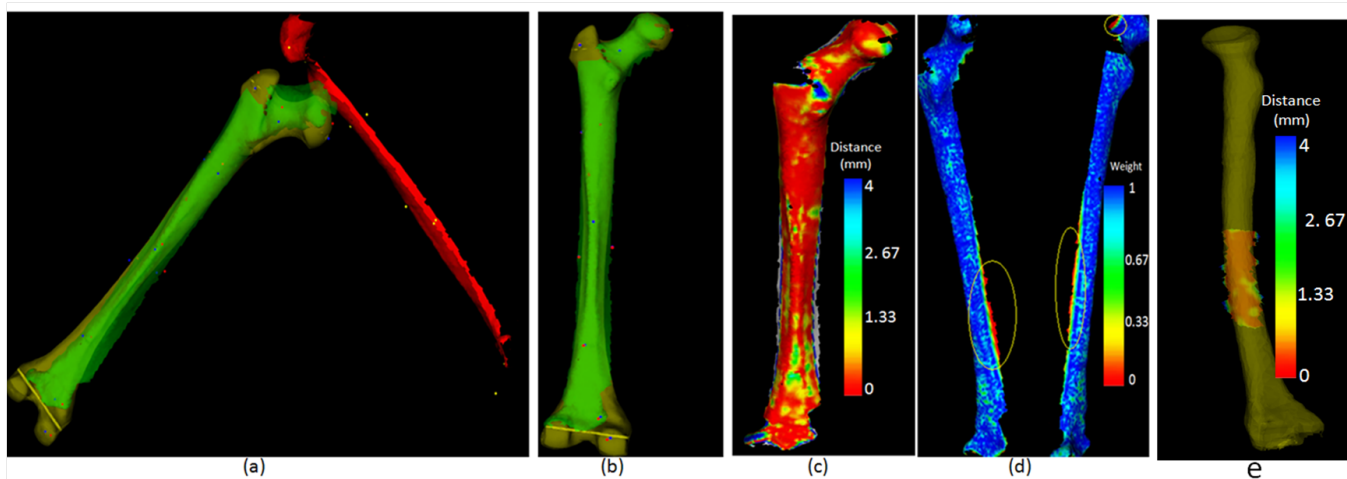 Distance
(mm)
4
2. 67
1.33
0
Weight
1
0.67
0.33
0
Distance
(mm)
4
2. 67
1.33
0
(a)
(b)
(c)
(d)
e